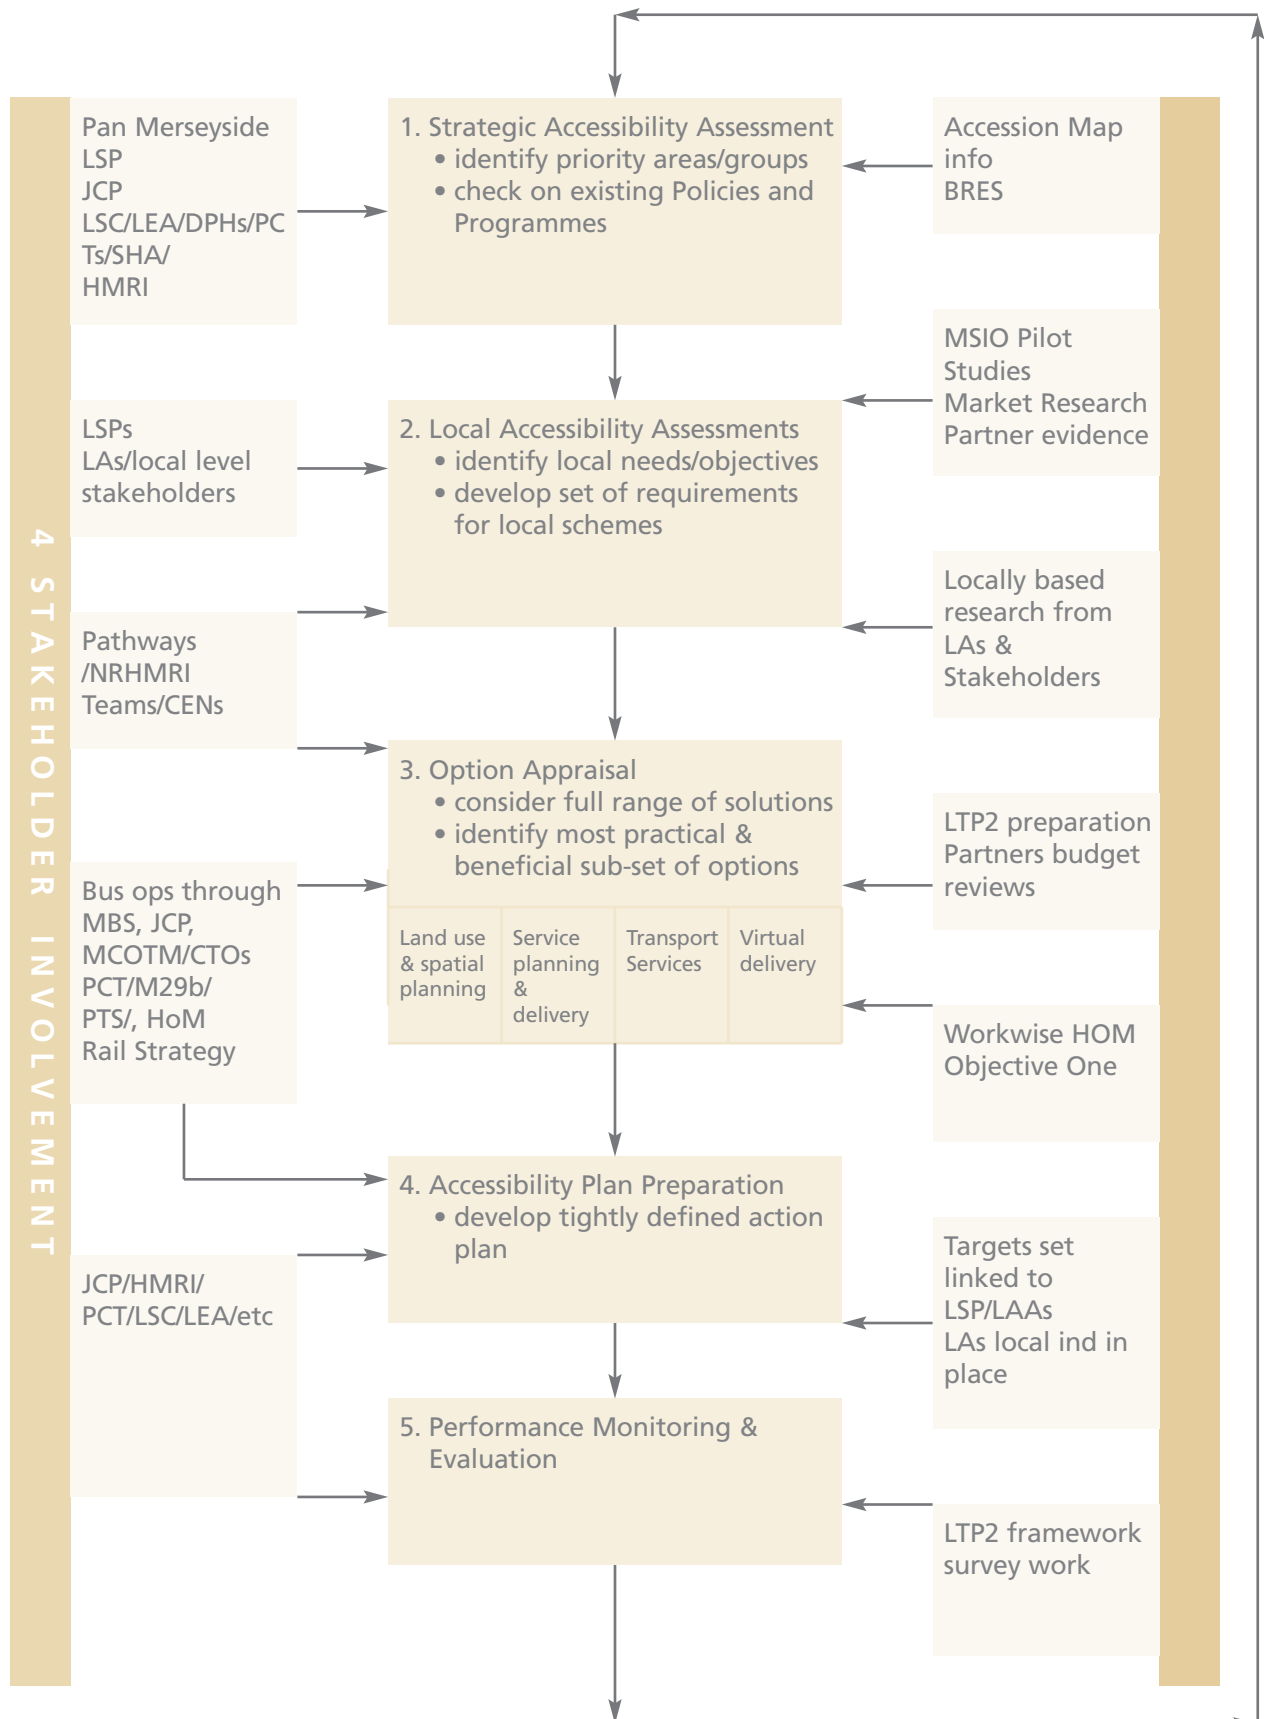 4 STAKEHOLDER INVOLVEMENT
Pan Merseyside
LSP
JCP
LSC/LEA/DPHs/PC
Ts/SHA/
HMRI
1. Strategic Accessibility Assessment
• identify priority areas/groups
• check on existing Policies and
Programmes
Accession Map
info
BRES
MSIO Pilot
Studies
Market Research
Partner evidence
LSPs
LAs/local level
stakeholders
2. Local Accessibility Assessments
• identify local needs/objectives
• develop set of requirements
for local schemes
Locally based
research from
LAs &
Stakeholders
Pathways
/NRHMRI
Teams/CENs
3. Option Appraisal
• consider full range of solutions
• identify most practical &
beneficial sub-set of options
LTP2 preparation
Partners budget
reviews
Bus ops through
MBS, JCP,
MCOTM/CTOs
PCT/M29b/
PTS/, HoM
Rail Strategy
Land use
& spatial
planning
Service
planning
&
delivery
Transport
Services
Virtual
delivery
Workwise HOM
Objective One
4. Accessibility Plan Preparation
• develop tightly defined action
plan
Targets set
linked to
LSP/LAAs
LAs local ind in
place
JCP/HMRI/
PCT/LSC/LEA/etc
5. Performance Monitoring &
Evaluation
LTP2 framework
survey work